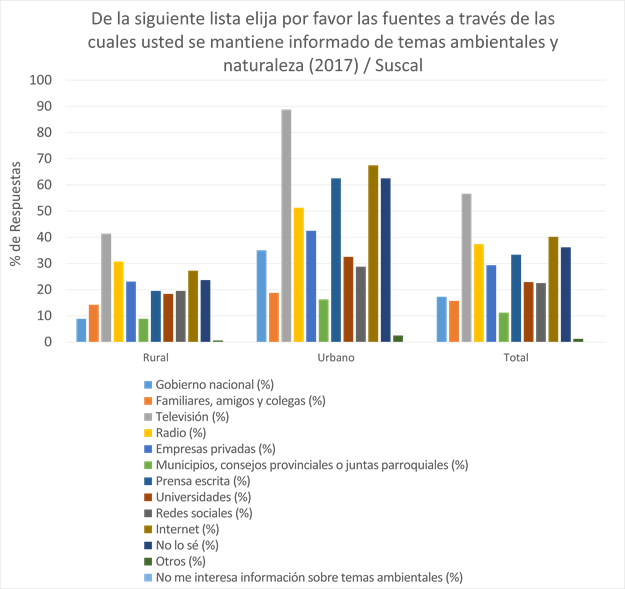 De la siguiente lista elija por favor las fuentes a través de las
cuales usted se mantiene informado de temas ambientales y
naturaleza (2017) / Suscal
% de Respuestas
100
90
80
70
60
50
40
30
20
10
0
Rural
Urbano
Total
Gobierno nacional (%)
Familiares, amigos y colegas (%)
Televisión (%)
Radio (%)
Empresas privadas (%)
Municipios, consejos provinciales o juntas parroquiales (%)
Prensa escrita (%)
Universidades (%)
Redes sociales (%)
Internet (%)
No lo sé (%)
Otros (%)
No me interesa información sobre temas ambientales (%)